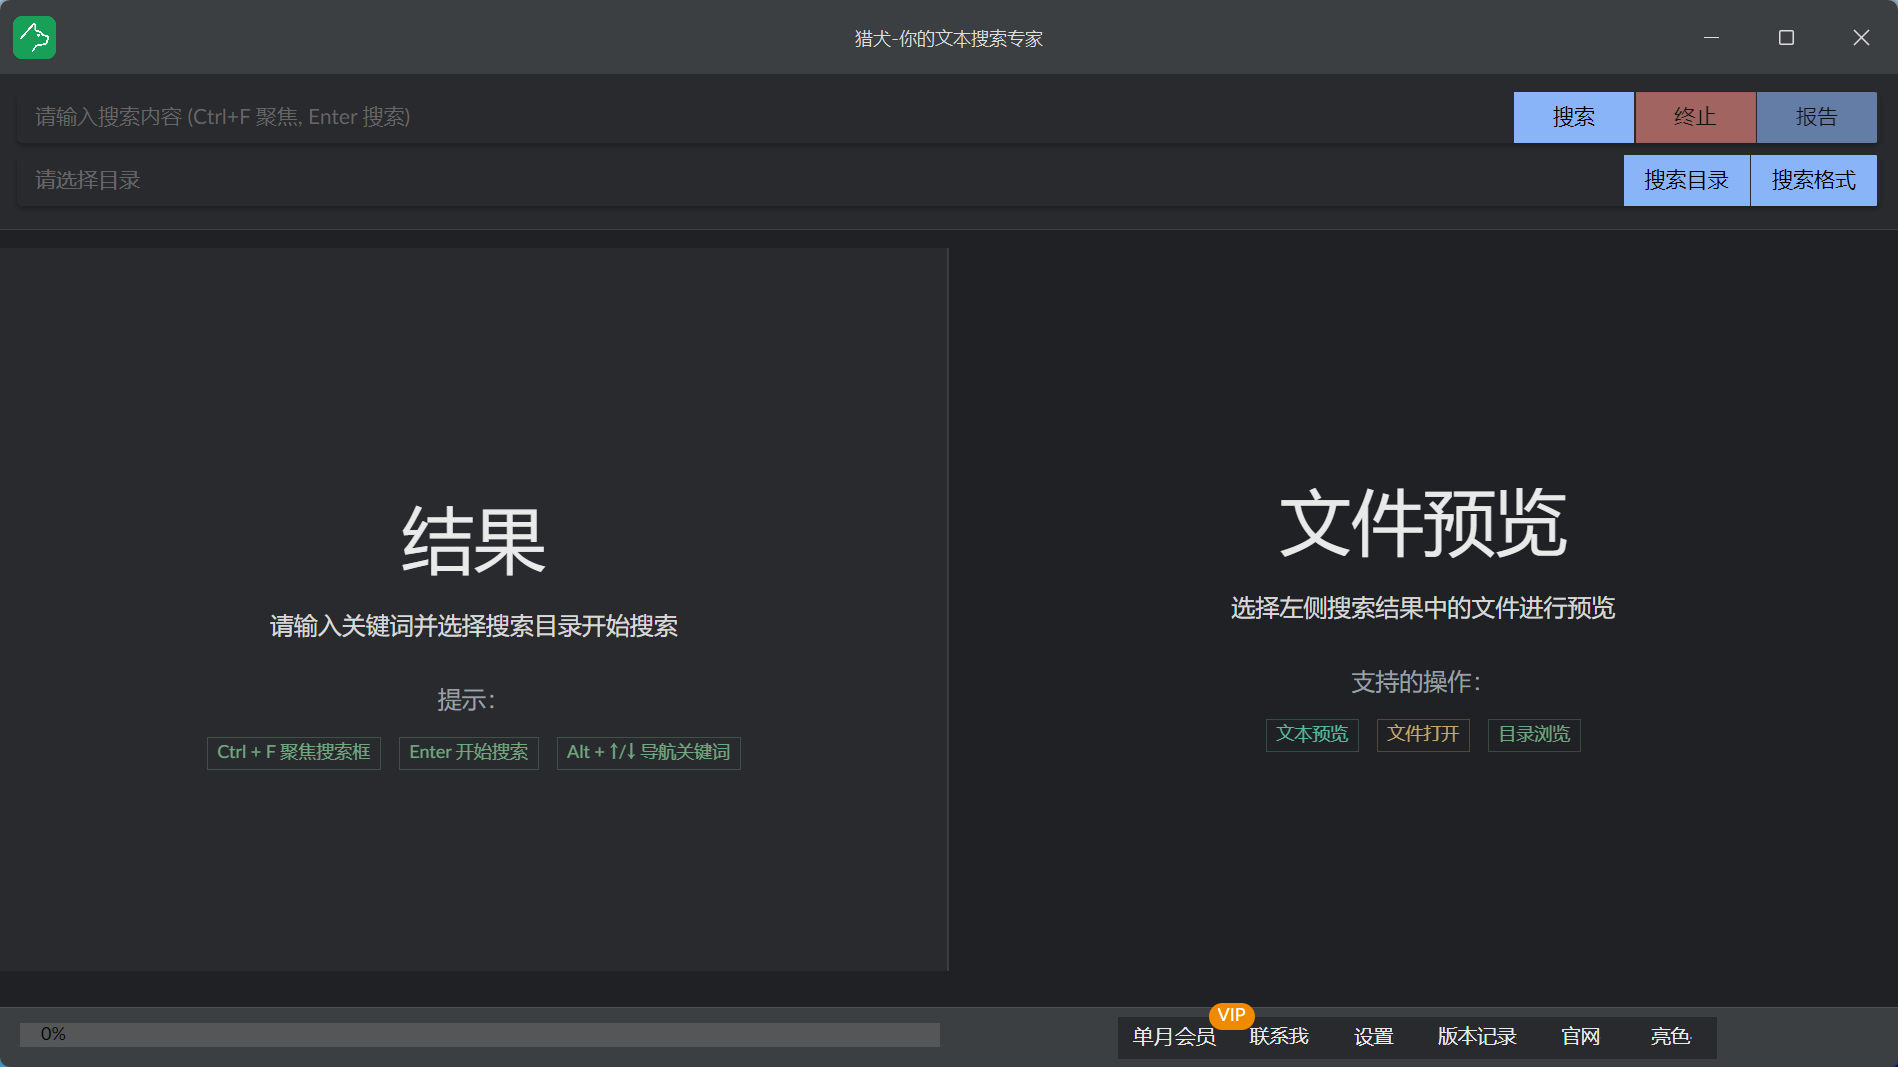 猎犬-你的文本搜索专家
请输入搜索内容 (Ctrl+F 聚焦, Enter 搜索)
搜索
终止
报告
请选择目录
搜索目录
搜索格式
结果
请输入关键词并选择搜索目录开始搜索
提示：
Ctrl + F 聚焦搜索框
Enter 开始搜索
Alt + ↑/↓ 导航关键词
文件预览
选择左侧搜索结果中的文件进行预览
支持的操作：
文本预览
文件打开
目录浏览
0%
VIP
单月会员
联系我
设置
版本记录
官网
亮色